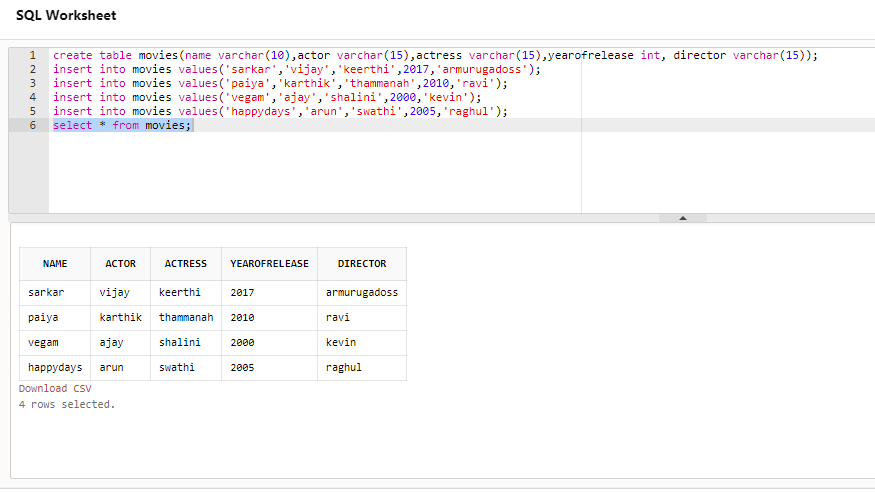 SQL Worksheet
1 create table movies(name varchar(10),actor varchar(15),actress varchar(15),yearofrelease int, director varchar(15));
2 insert into movies values('sarkar','vijay','keerthi',2017,'armurugadoss');
3 insert into movies values('paiya','karthik','thammanah',2010,'ravi');
4 insert into movies values('vegam','ajay','shalini',2000,'kevin');
5 insert into movies values('happydays','arun','swathi',2005,'raghul');
6 select * from movies;
NAME ACTOR ACTRESS YEAROFRELEASE DIRECTOR
sarkar vijay keerthi 2017 armurugadoss
paiya karthik thammanah 2010 ravi
vegam ajay shalini 2000 kevin
happydays arun swathi 2005 raghul
Download CSV
4 rows selected.